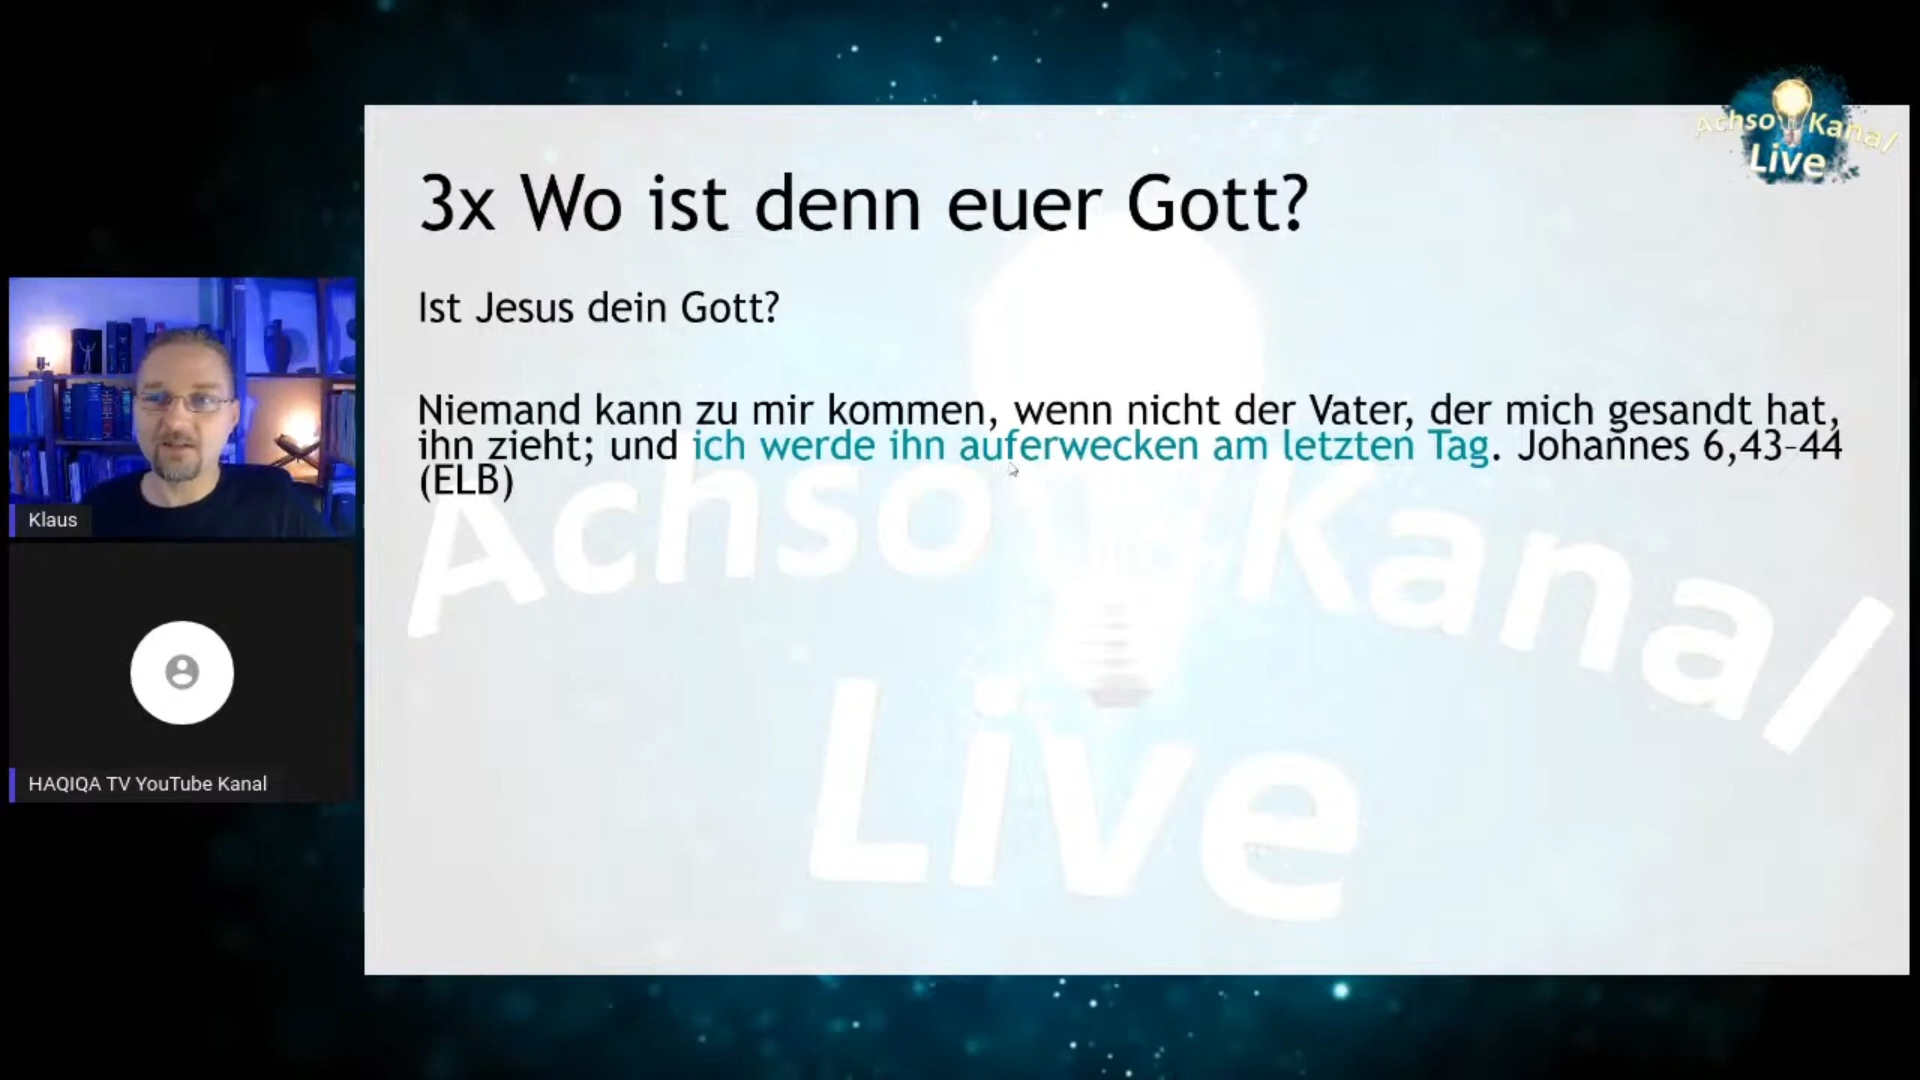 Achso Kanal
Live
3x Wo ist denn euer Gott?
Ist Jesus dein Gott?
Niemand kann zu mir kommen, wenn nicht der Vater, der mich gesandt hat,
ihn zieht; und ich werde ihn auferwecken am letzten Tag. Johannes 6,43-44
(ELB)
Achso Kanal
Live
Klaus
HAQIQA TV YouTube Kanal